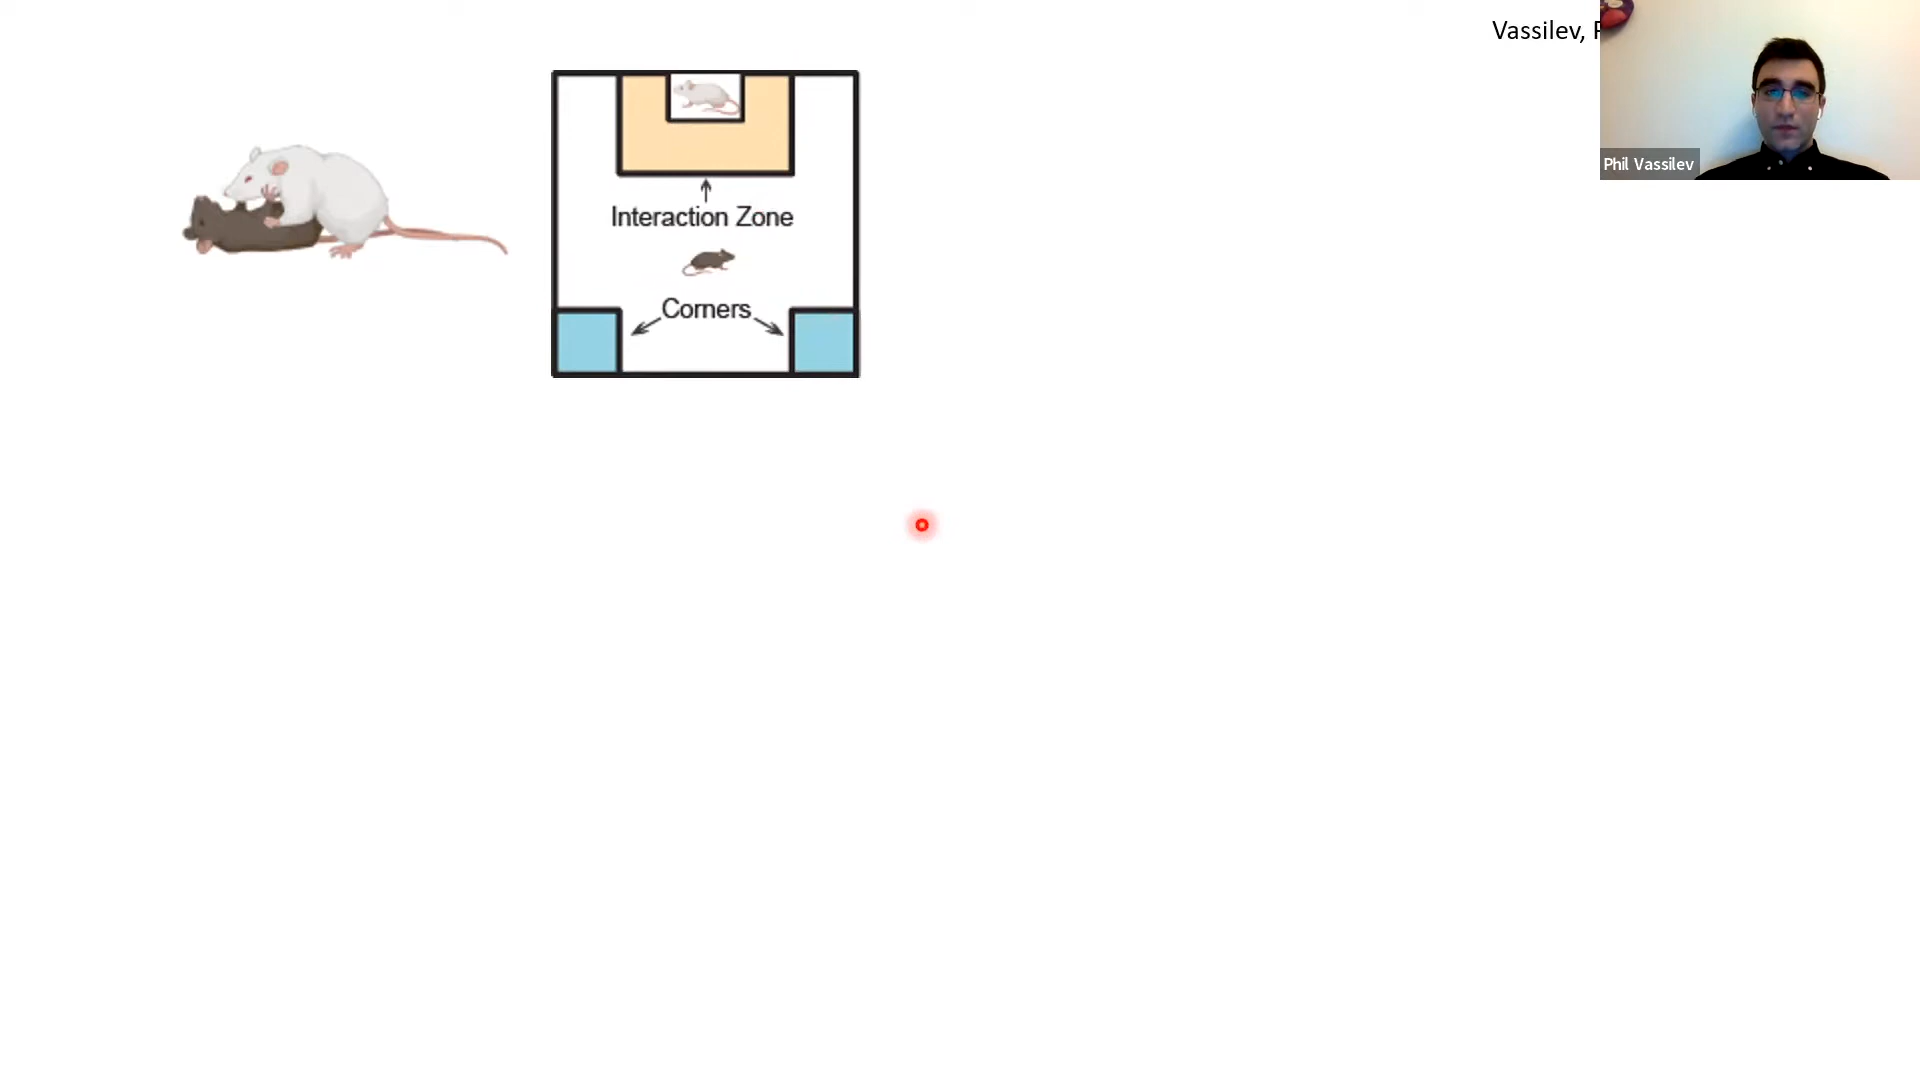 Vassilev,
Phil Vassilev
Interaction Zone
Corners